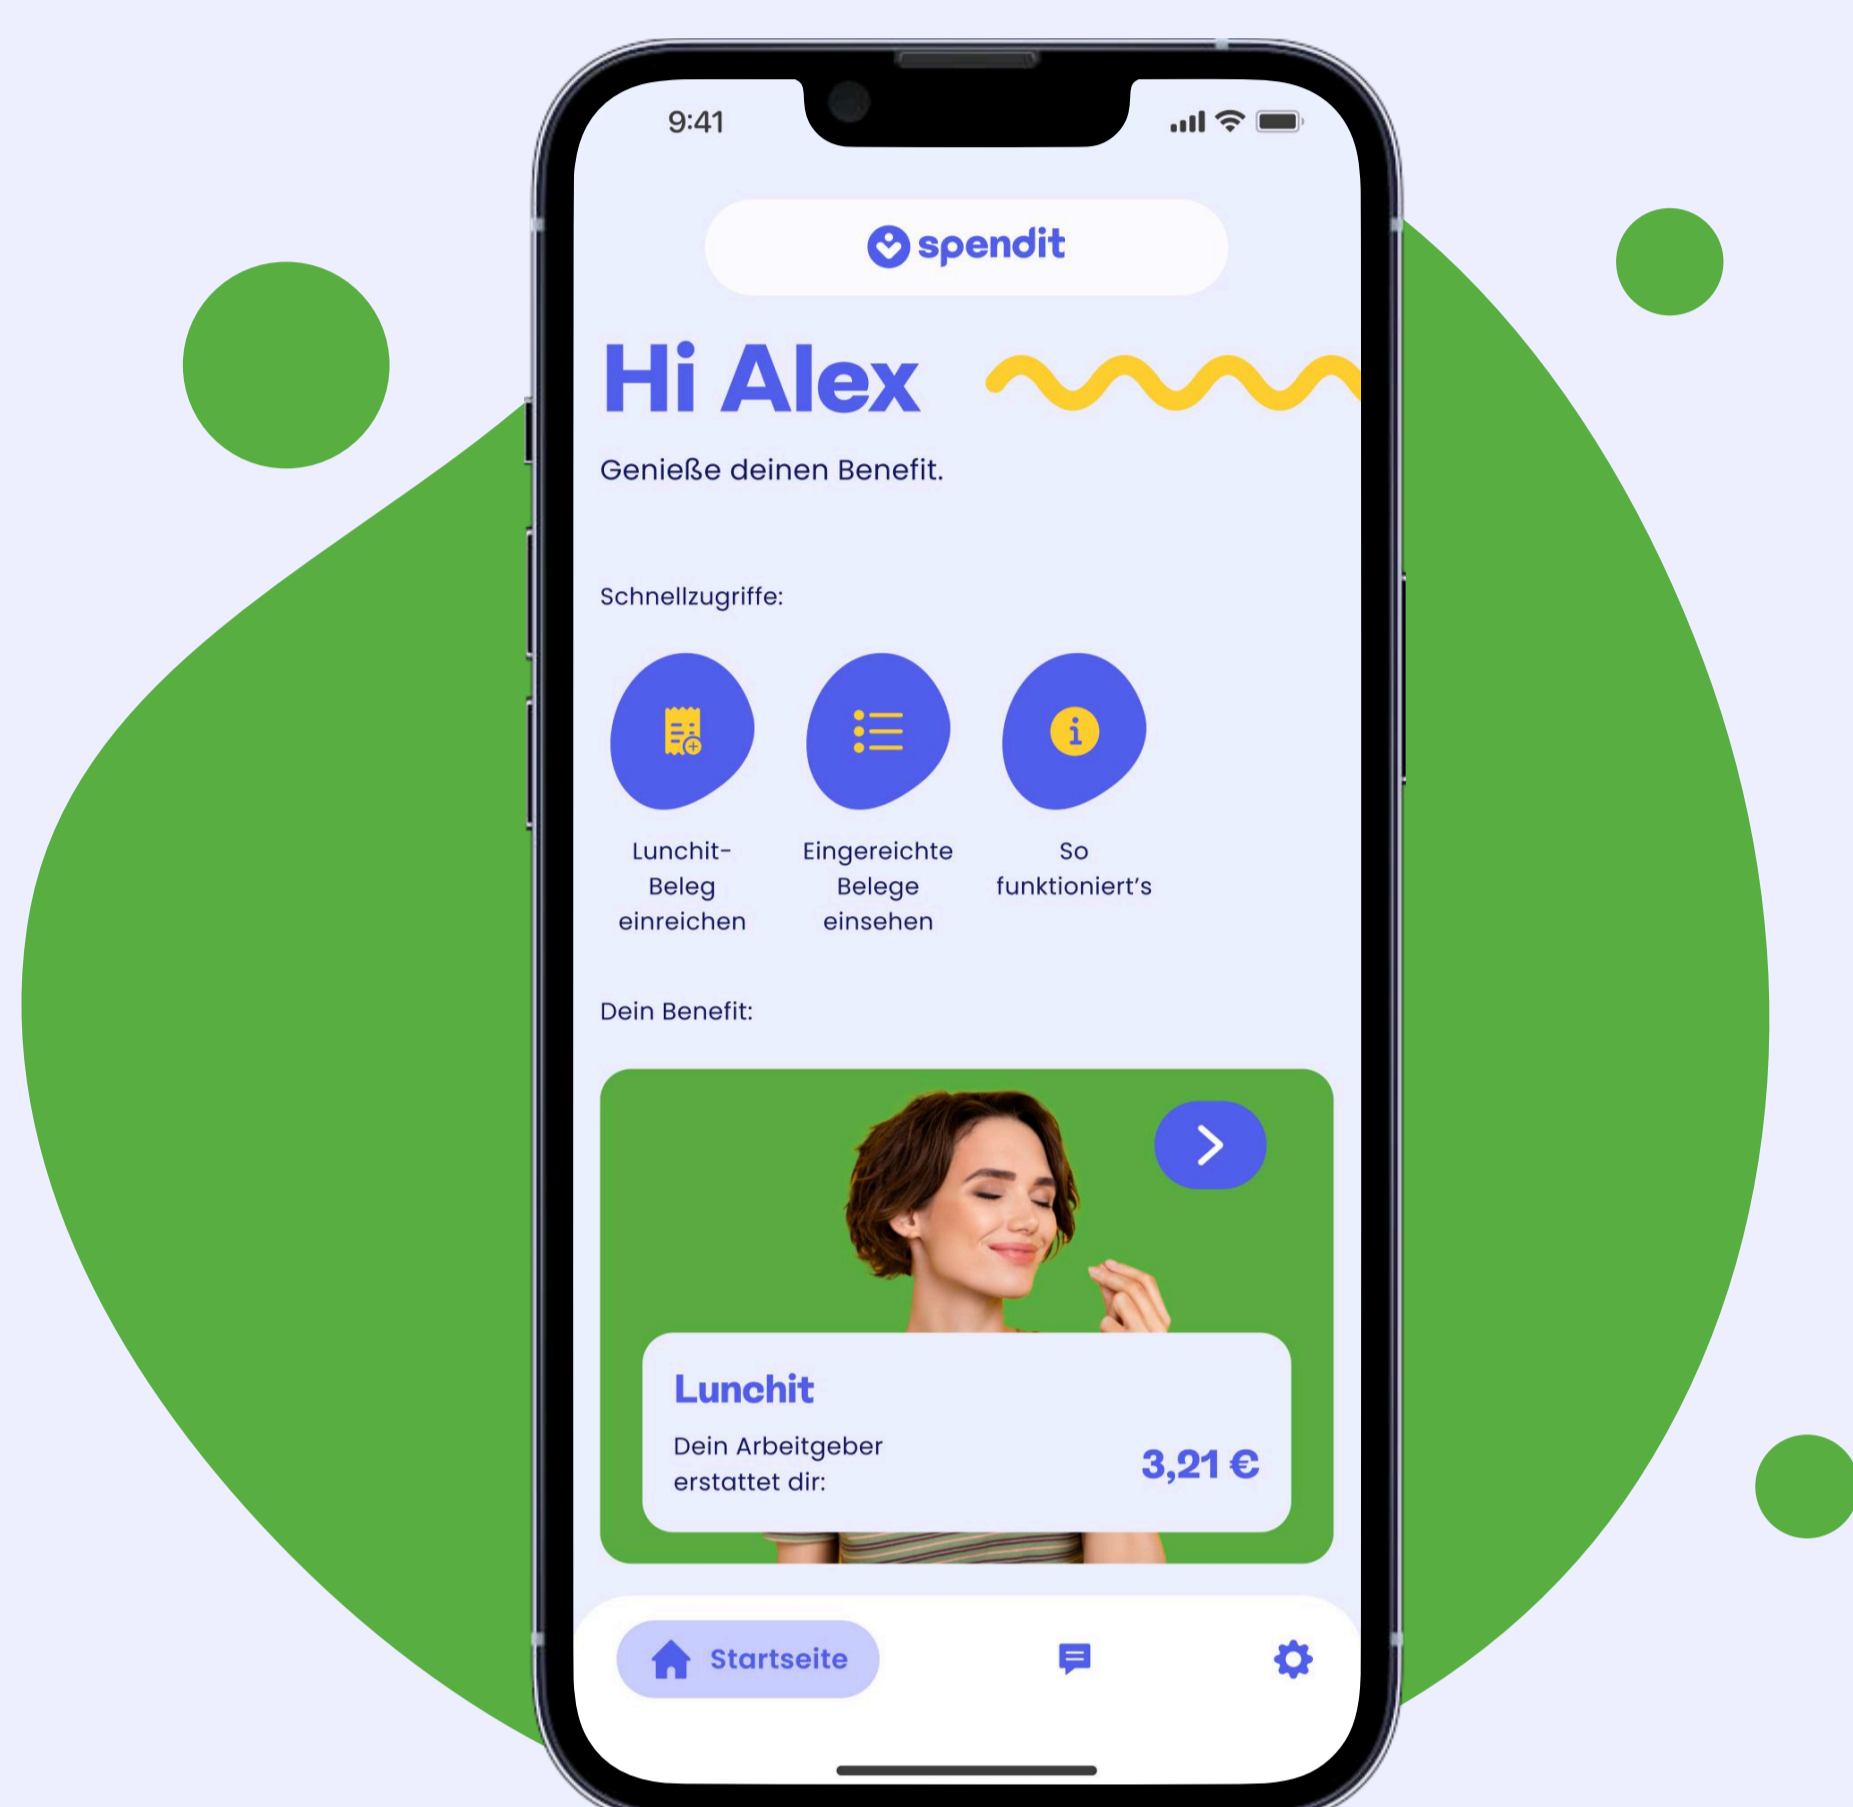 9:41
spendit
Hi Alex
Genieße deinen Benefit.
Schnellzugriffe:
Lunchit-
Beleg
einreichen
Eingereichte
Belege
einsehen
So
funktioniert’s
Dein Benefit:
Lunchit
Dein Arbeitgeber
erstattet dir:
3,21 €
Startseite